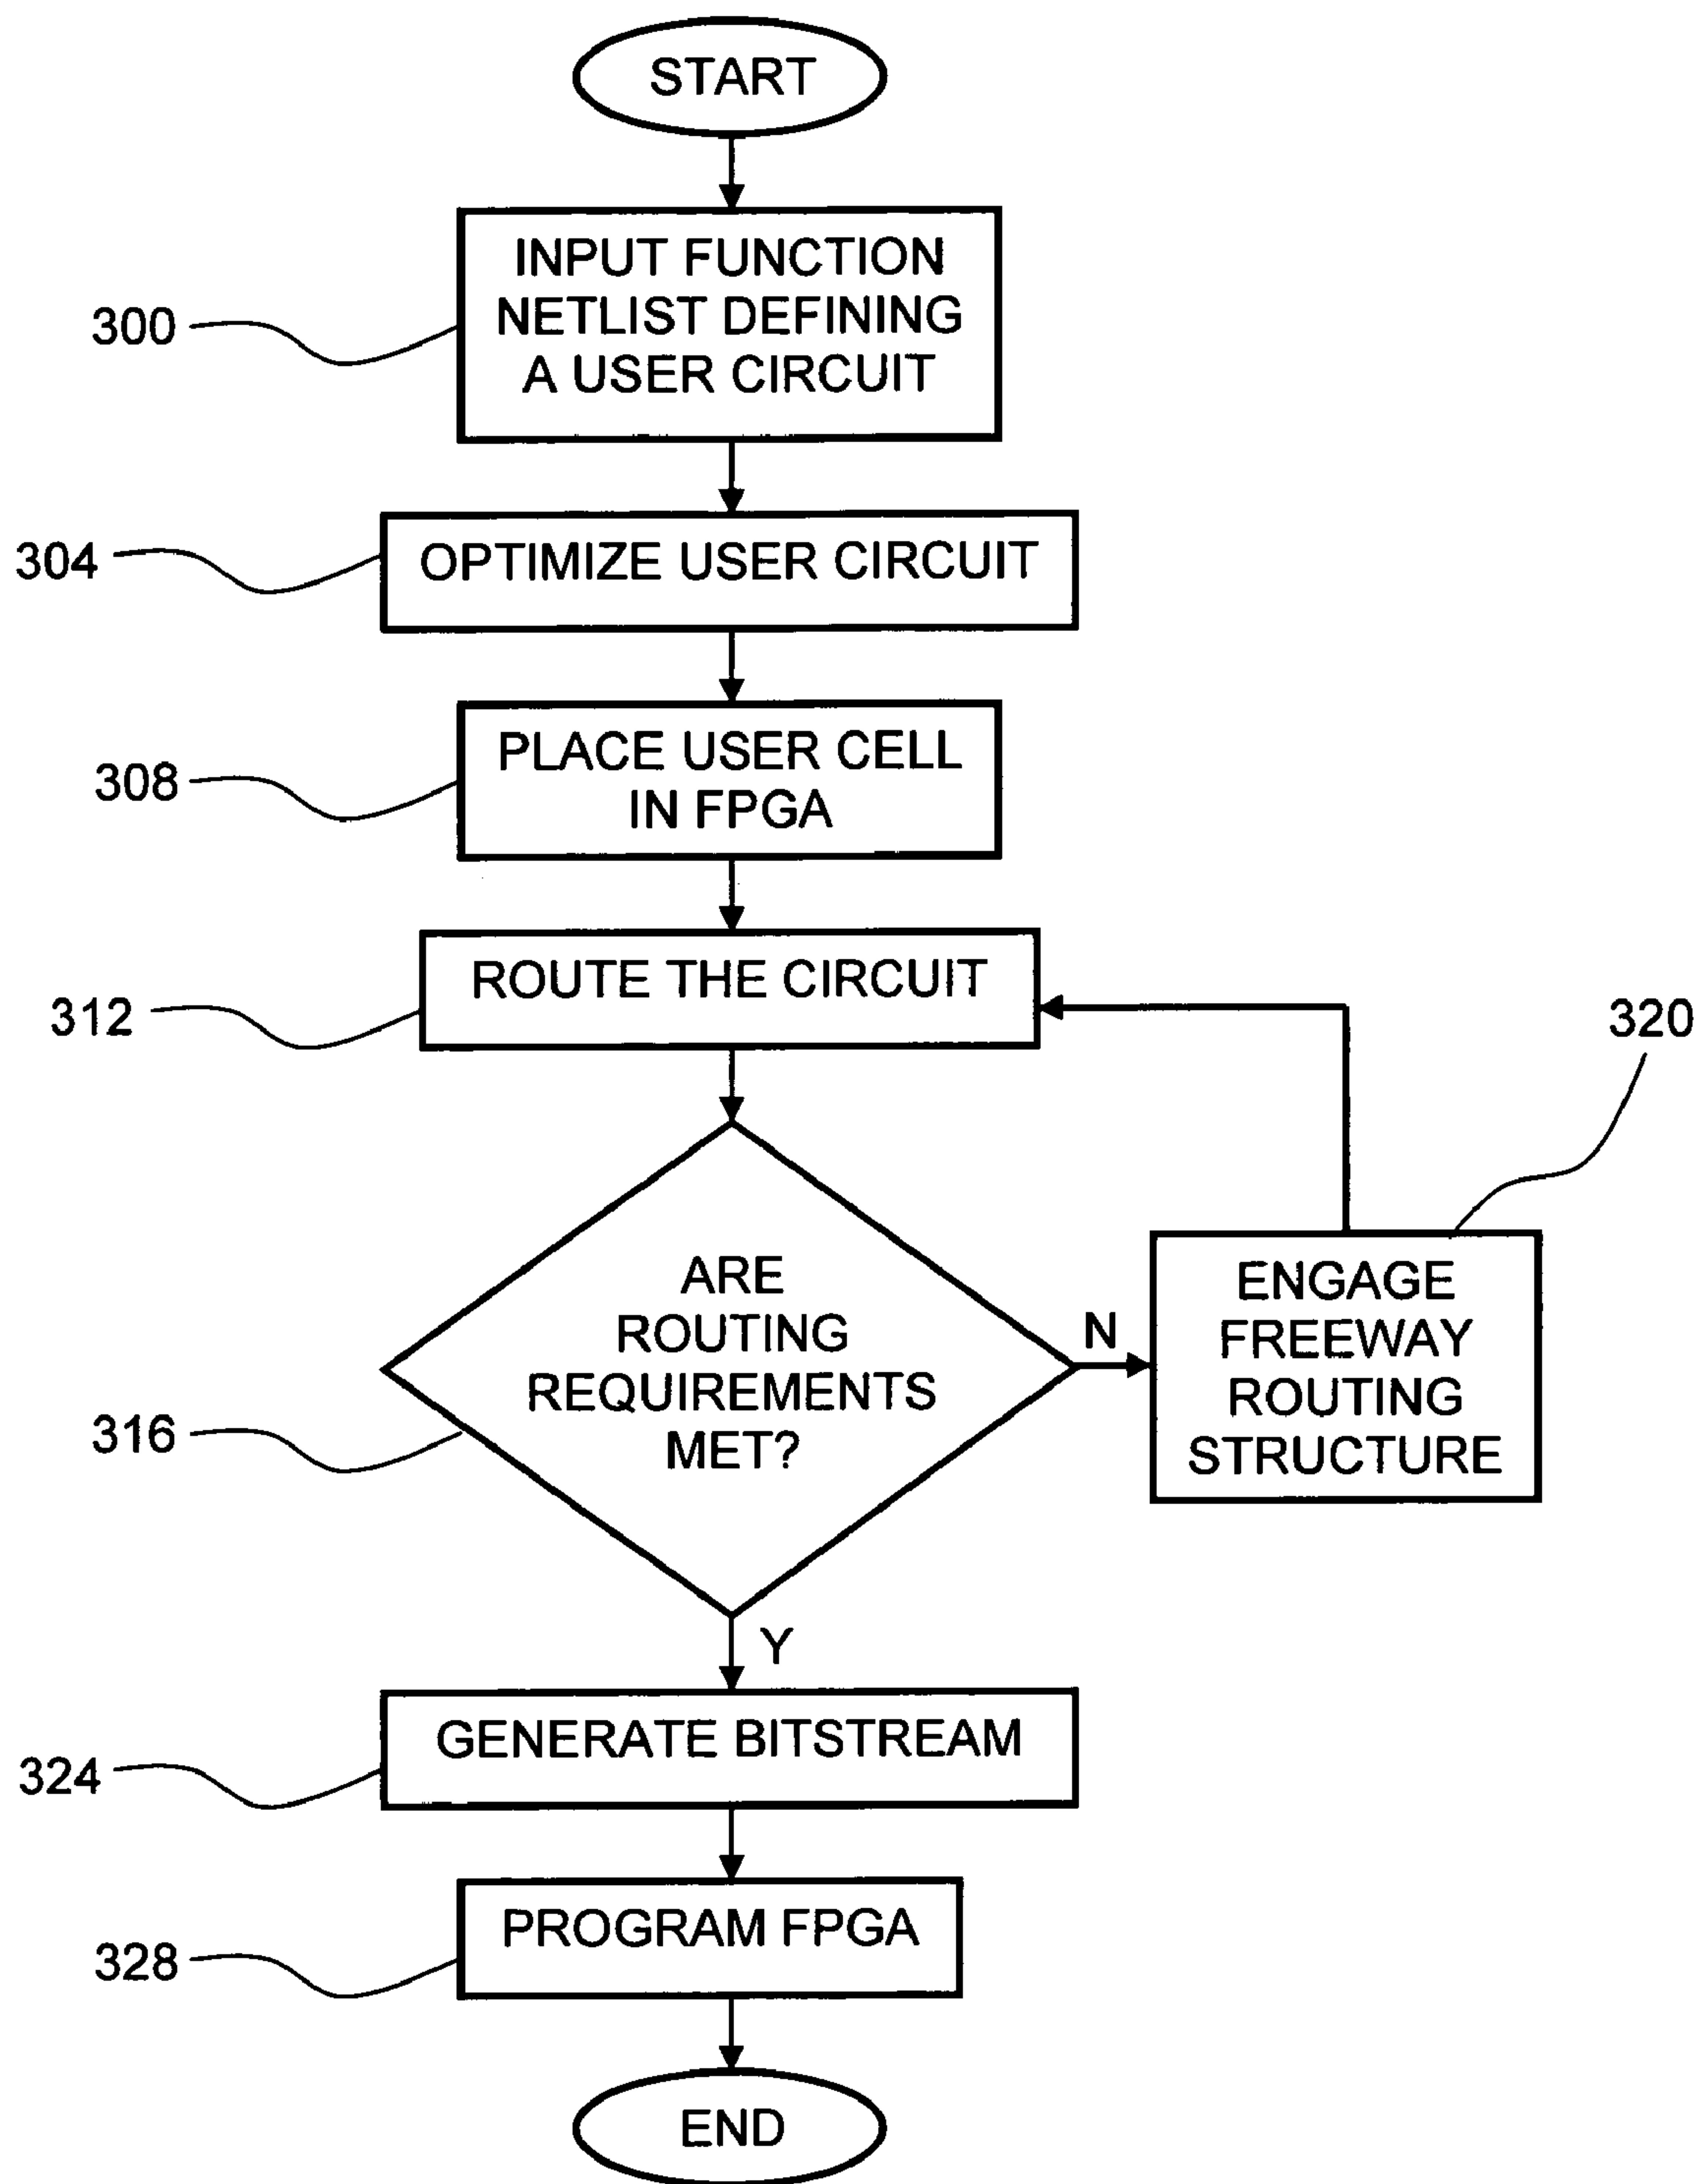 START
300
INPUT FUNCTION
NETLIST DEFINING
A USER CIRCUIT
304
OPTIMIZE USER CIRCUIT
308
PLACE USER CELL
IN FPGA
312
ROUTE THE CIRCUIT
320
316
ARE
ROUTING
REQUIREMENTS
MET?
N
ENGAGE
FREEWAY
ROUTING
STRUCTURE
Y
324
GENERATE BITSTREAM
328
PROGRAM FPGA
END